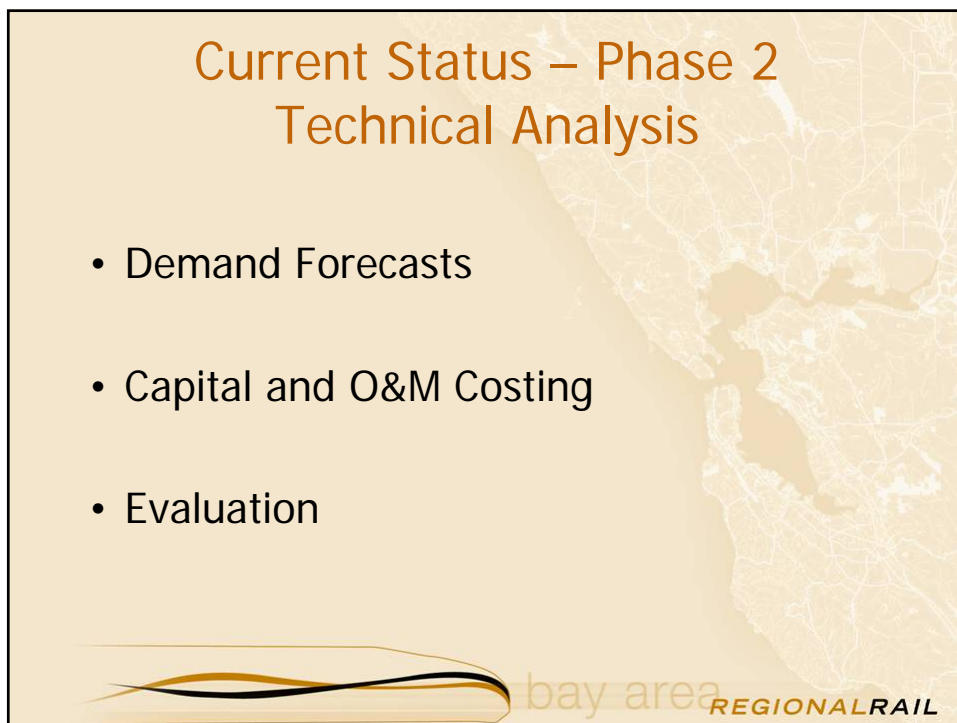 Current Status – Phase 2
Technical Analysis
• Demand Forecasts
• Capital and O&M Costing
• Evaluation
bay area
REGIONALRAIL